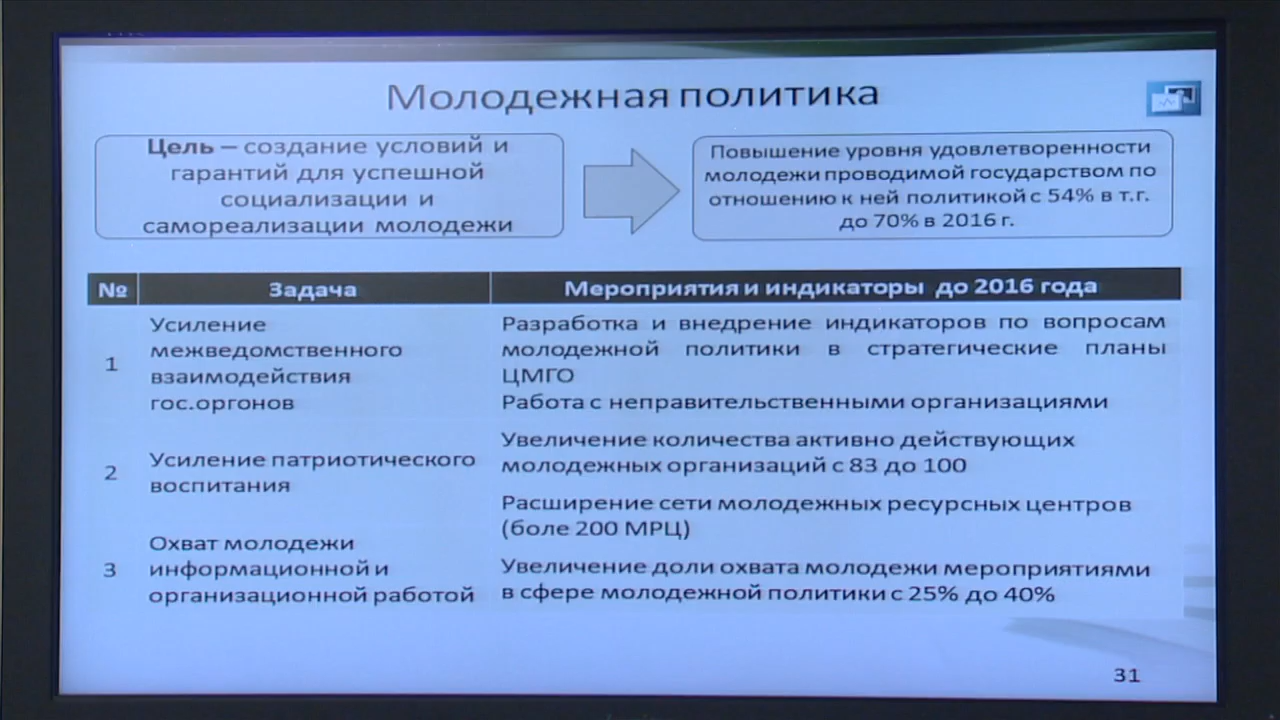 Молодежная политика
Цель – создание условий и
гарантий для успешной
социализации и
самореализации молодежи
Повышение уровня удовлетворенности
молодежи проводимой государством по
отношению к ней политикой с 54% в т.г.
до 70% в 2016 г.
№ Задача Мероприятия и индикаторы до 2016 года
1
Усиление
межведомственного
взаимодействия
гос.оргонов
Разработка и внедрение индикаторов по вопросам
молодежной политики в стратегические планы
ЦМГО
Работа с неправительственными организациями
2
Усиление патриотического
воспитания
Увеличение количества активно действующих
молодежных организаций с 83 до 100
Расширение сети молодежных ресурсных центров
(боле 200 МРЦ)
3
Охват молодежи
информационной и
организационной работой
Увеличение доли охвата молодежи мероприятиями
в сфере молодежной политики с 25% до 40%
31